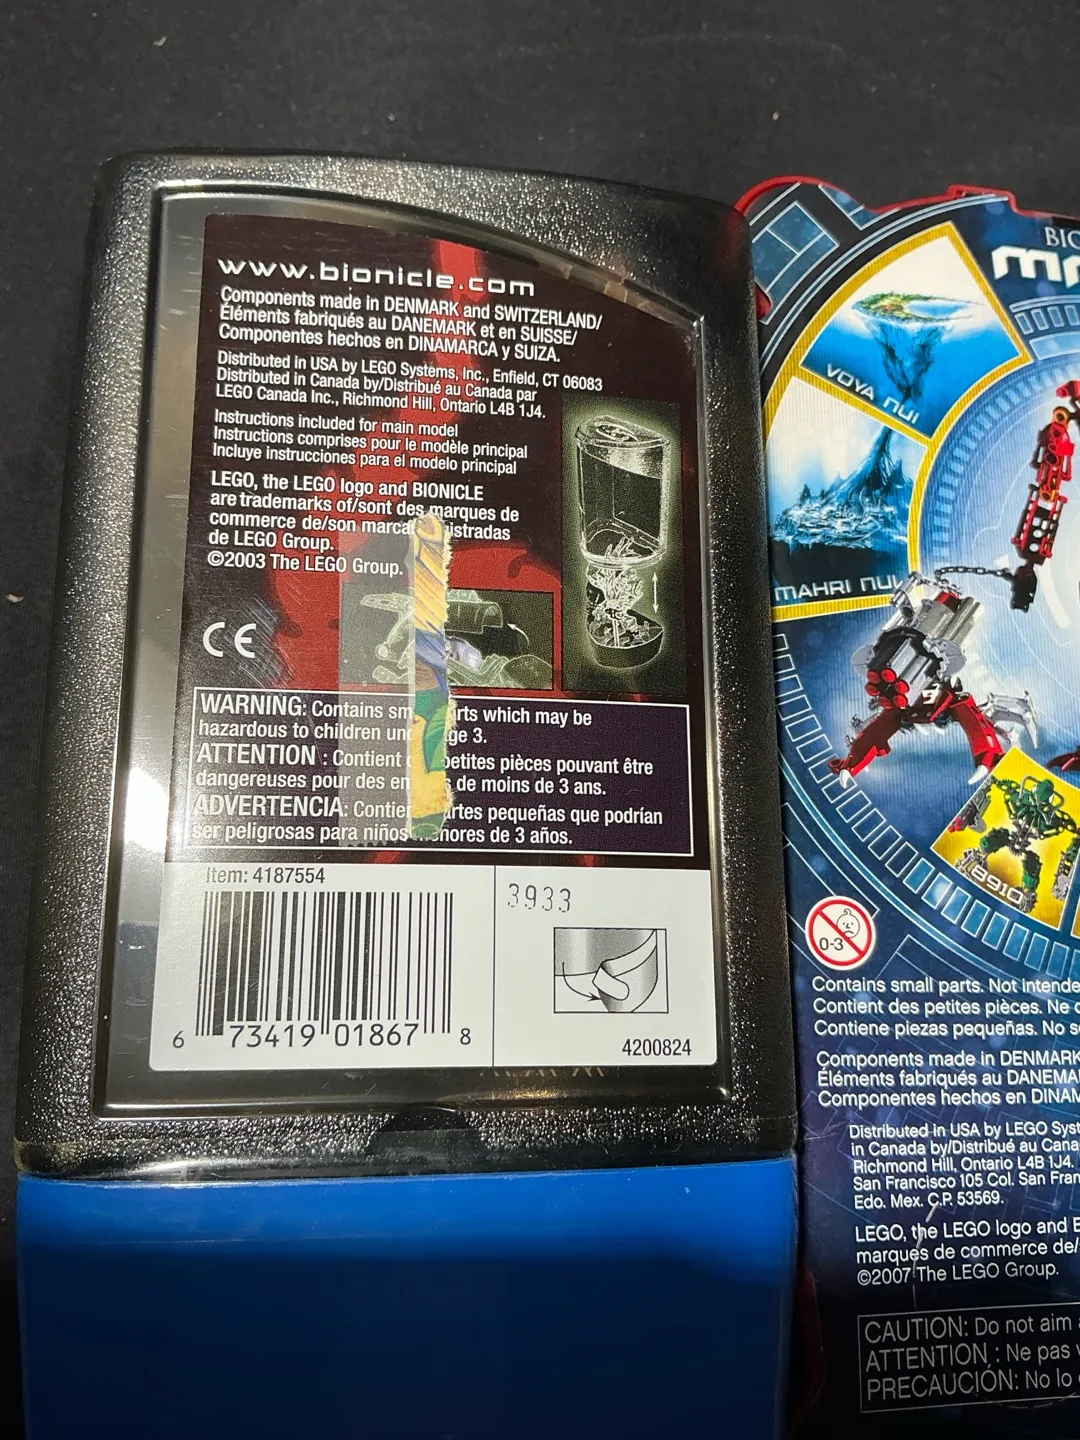 www.bionicle.com
Components made in DENMARK and SWITZERLAND/
Éléments fabriqués au DANEMARK et en SUISSE/
Componentes hechos en DINAMARCA y SUIZA.
Distributed in USA by LEGO Systems, Inc., Enfield, CT 06083
Distributed in Canada by/Distribué au Canada par
LEGO Canada Inc., Richmond Hill, Ontario L4B 1J4.
Instructions included for main model
Instructions comprises pour le modèle principal
Incluye instrucciones para el modelo principal
LEGO, the LEGO logo and BIONICLE
are trademarks of/sont des marques de
commerce de/son marca istradas
de LEGO Group.
©2003 The LEGO Group.
CE
WARNING: Contains sm rts which may be
hazardous to children und ge 3.
ATTENTION : Contient petites pièces pouvant être
dangereuses pour des en s de moins de 3 ans.
ADVERTENCIA: Contien rtes pequeñas que podrían
ser peligrosas para niños nores de 3 años.
Item: 4187554
3933
6 73419 01867 8
4200824
BIO
MA
VOYA NUI
MAHRI NUI
8910
0-3
Contains small parts. Not intende
Contient des petites pièces. Ne
Contiene piezas pequeñas. No
Components made in DENMARK
Éléments fabriqués au DANEMA
Componentes hechos en DINAM
Distributed in USA by LEGO Syst
in Canada by/Distribué au Cana
Richmond Hill, Ontario L4B 1J4.
San Francisco 105 Col. San Fran
Edo. Mex. C.P. 53569.
LEGO, the LEGO logo and B
marques de commerce de/
©2007 The LEGO Group.
CAUTION: Do not aim
ATTENTION : Ne pas
PRECAUCIÓN: No lo